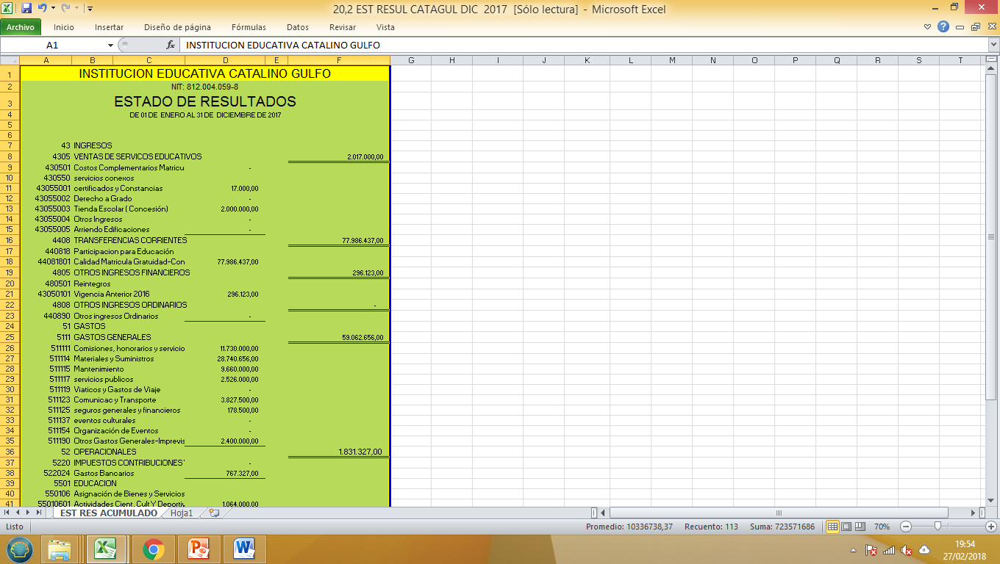 20,2 EST RESUL CATAGUL DIC  2017  [Sólo lectura]  -  Microsoft Excel
Archivo Inicio Insertar Diseño de página Fórmulas Datos Revisar Vista
A1 fx INSTITUCION EDUCATIVA CATALINO GULFO
A B C D E F G H I J K L M N O P Q R S T
1 INSTITUCION EDUCATIVA CATALINO GULFO
2 NIT: 812.004.059-8
3 ESTADO DE RESULTADOS
4 DE 01 DE  ENERO AL 31 DE  DICIEMBRE DE 2017
5
6
7 43 INGRESOS
8 4305 VENTAS DE SERVICOS EDUCATIVOS 2.017.000,00
9 430501 Costos Complementarios Matricu -
10 430550 servicios conexos
11 43055001 certificados y Constancias 17.000,00
12 43055002 Derecho a Grado -
13 43055003 Tienda Escolar ( Concesión) 2.000.000,00
14 43055004 Otros Ingresos -
15 43055005 Arriendo Edificaciones -
16 4408 TRANSFERENCIAS CORRIENTES 77.986.437,00
17 440818 Participacion para Educación
18 44081801 Calidad Matricula Gratuidad-Con 77.986.437,00
19 4805 OTROS INGRESOS FINANCIEROS 296.123,00
20 480501 Reintegros
21 43050101 Vigencia Anterior 2016 296.123,00
22 4808 OTROS INGRESOS ORDINARIOS -
23 440890 Otros ingresos Ordinarios -
24 51 GASTOS
25 5111 GASTOS GENERALES 59.062.656,00
26 511111 Comisiones, honorarios y servicio 11.730.000,00
27 511114 Materiales y Suministros 28.740.656,00
28 511115 Mantenimiento 9.660.000,00
29 511117 servicios publicos 2.526.000,00
30 511119 Viaticos y Gastos de Viaje -
31 511123 Comunicac y Transporte 3.827.500,00
32 511125 seguros generales y financieros 178.500,00
33 511137 eventos culturales -
34 511154 Organización de Eventos -
35 511190 Otros Gastos Generales-Imprevis 2.400.000,00
36 52 OPERACIONALES 1.831.327,00
37 5220 IMPUESTOS CONTRIBUCIONES' -
38 522024 Gastos Bancarios 767.327,00
39 5501 EDUCACION
40 550106 Asignación de Bienes y Servicios
41 55010601 Actividades Cient. Cult Y Deportiv 1.064.000,00
EST RES ACUMULADO Hoja1
Listo Promedio: 10336738,37 Recuento: 113 Suma: 723571686 70%
19:54
27/02/2018